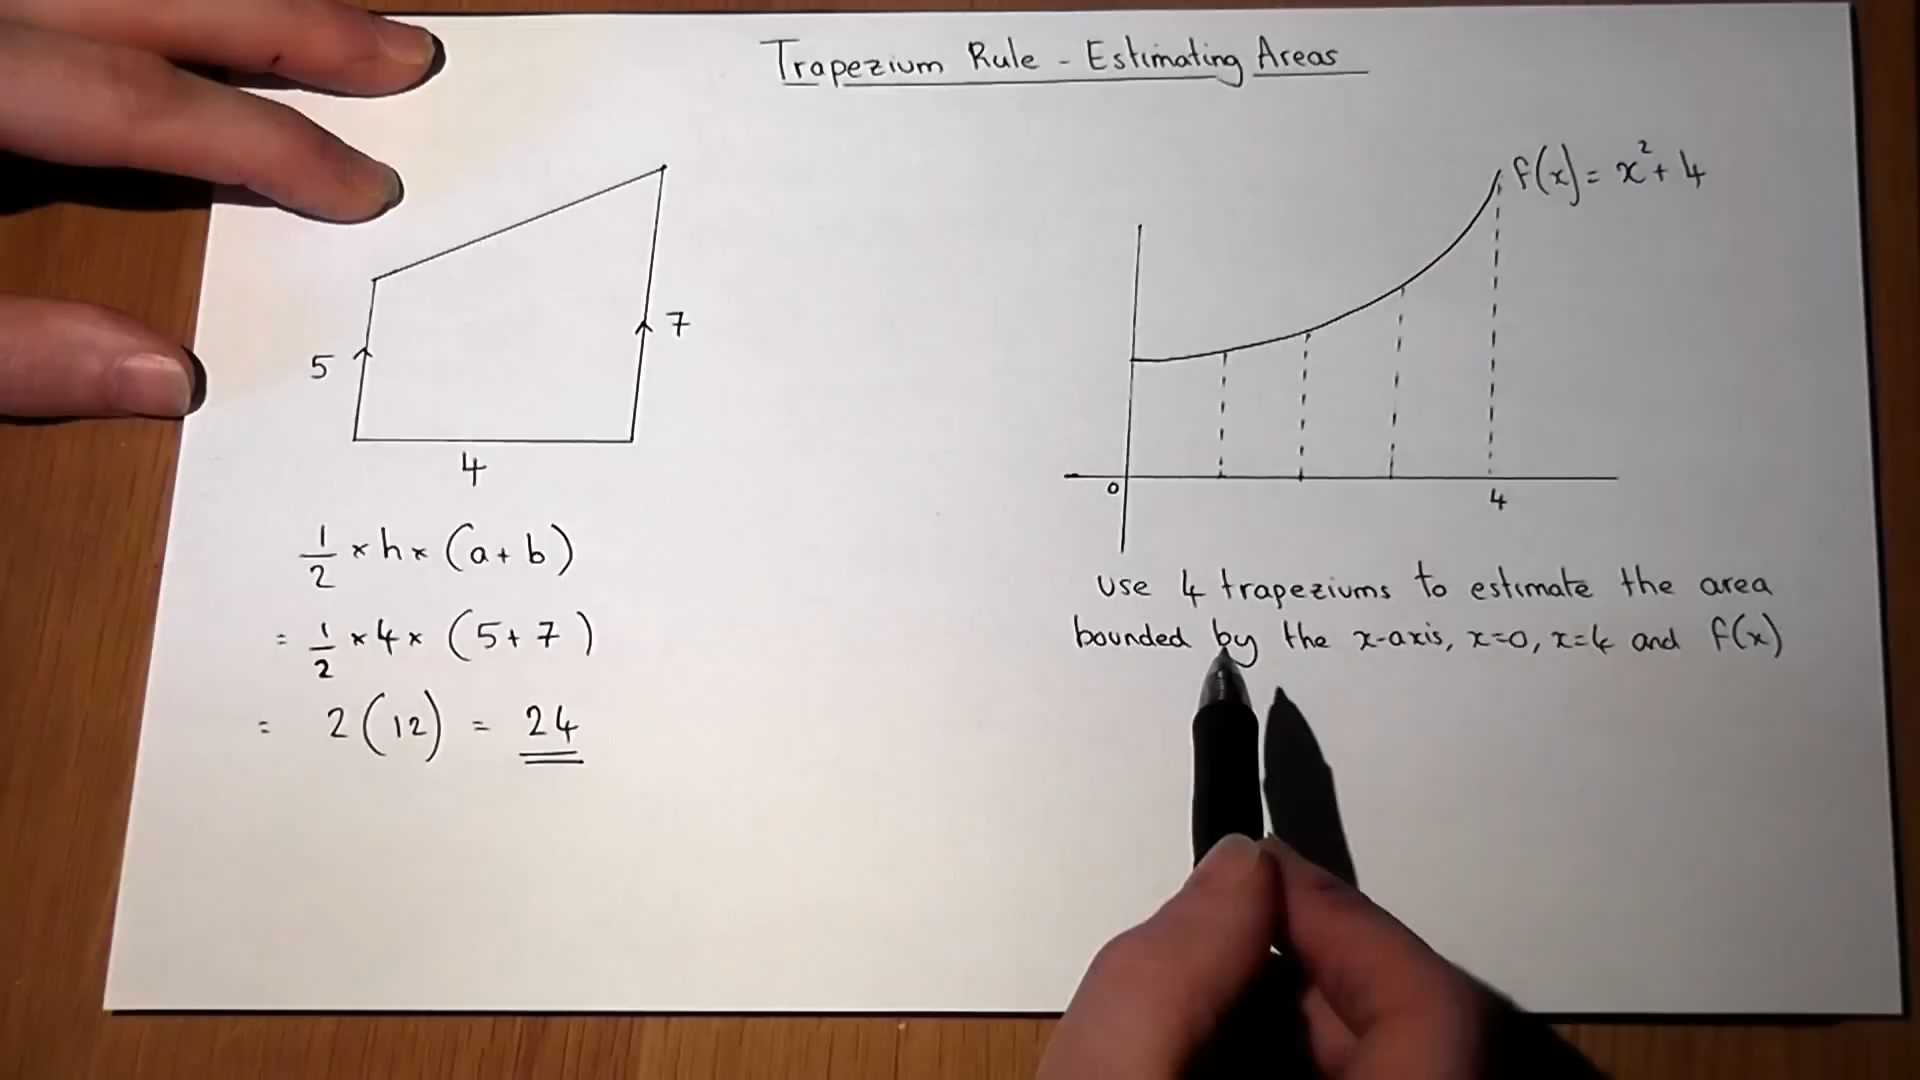 Trapezium Rule - Estimating Areas
5
7
4
1/2 × h × (a + b)
= 1/2 × 4 × (5 + 7)
= 2(12) = 24
f(x) = x² + 4
0
4
use 4 trapeziums to estimate the area
bounded by the x-axis, x=0, x=4 and f(x)